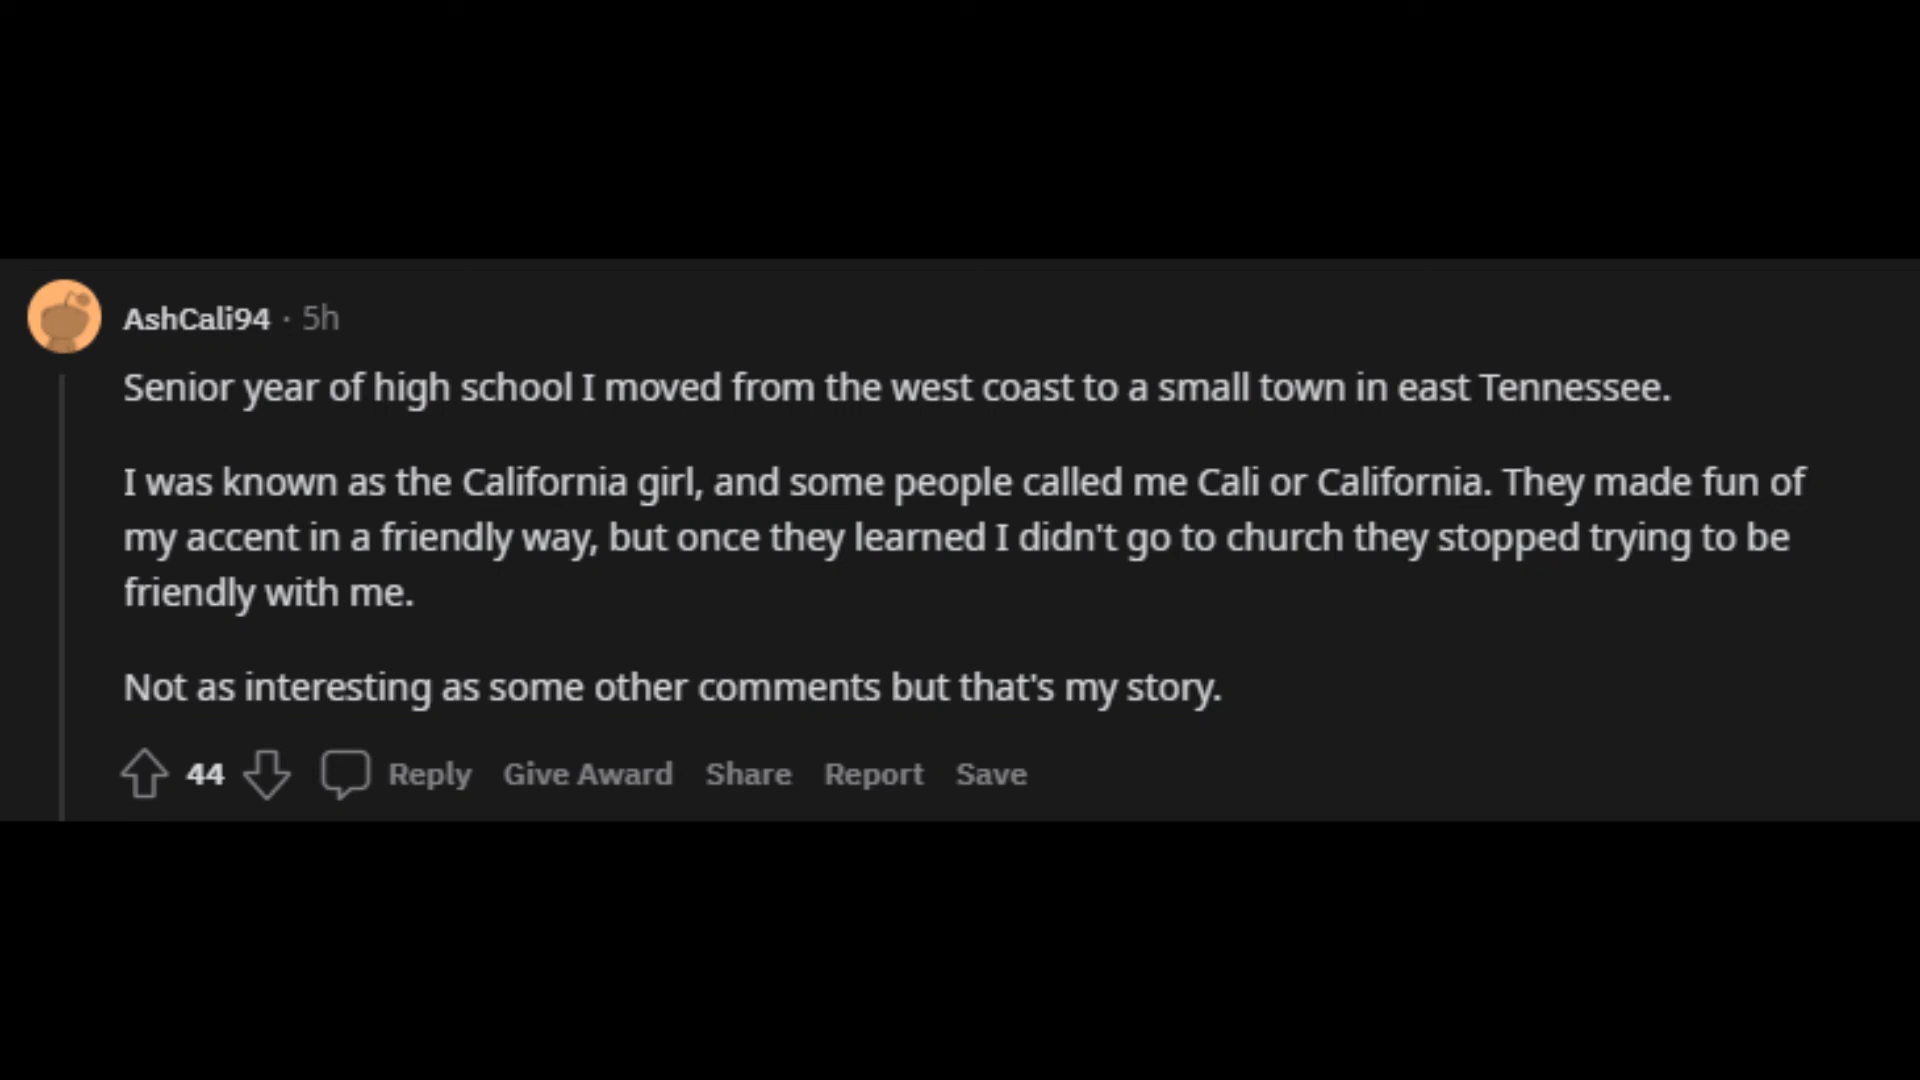 AshCali94 · 5h
Senior year of high school I moved from the west coast to a small town in east Tennessee.
I was known as the California girl, and some people called me Cali or California. They made fun of
my accent in a friendly way, but once they learned I didn't go to church they stopped trying to be
friendly with me.
Not as interesting as some other comments but that's my story.
44 Reply Give Award Share Report Save